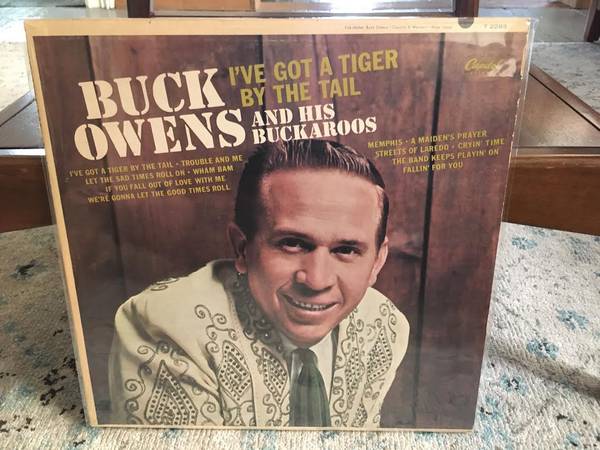 T 2283
Capitol
BUCK
OWENS
I'VE GOT A TIGER
BY THE TAIL
AND HIS
BUCKAROOS
I'VE GOT A TIGER BY THE TAIL • TROUBLE AND ME
LET THE SAD TIMES ROLL ON • WHAM BAM
IF YOU FALL OUT OF LOVE WITH ME
WE'RE GONNA LET THE GOOD TIMES ROLL
MEMPHIS • A MAIDEN'S PRAYER
STREETS OF LAREDO • CRYIN' TIME
THE BAND KEEPS PLAYIN' ON
FALLIN' FOR YOU